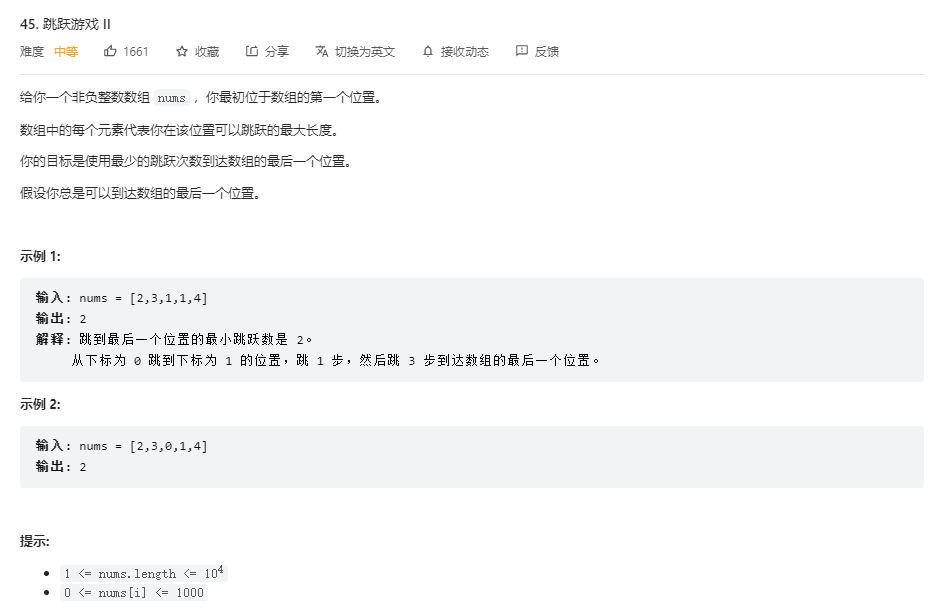 45. 跳跃游戏 II
难度 中等 1661 收藏 分享 切换为英文 接收动态 反馈
给你一个非负整数数组 nums ，你最初位于数组的第一个位置。
数组中的每个元素代表你在该位置可以跳跃的最大长度。
你的目标是使用最少的跳跃次数到达数组的最后一个位置。
假设你总是可以到达数组的最后一个位置。
示例 1:
输入: nums = [2,3,1,1,4]
输出: 2
解释: 跳到最后一个位置的最小跳跃数是 2。
从下标为 0 跳到下标为 1 的位置，跳 1 步，然后跳 3 步到达数组的最后一个位置。
示例 2:
输入: nums = [2,3,0,1,4]
输出: 2
提示:
• 1 <= nums.length <= 10⁴
• 0 <= nums[i] <= 1000